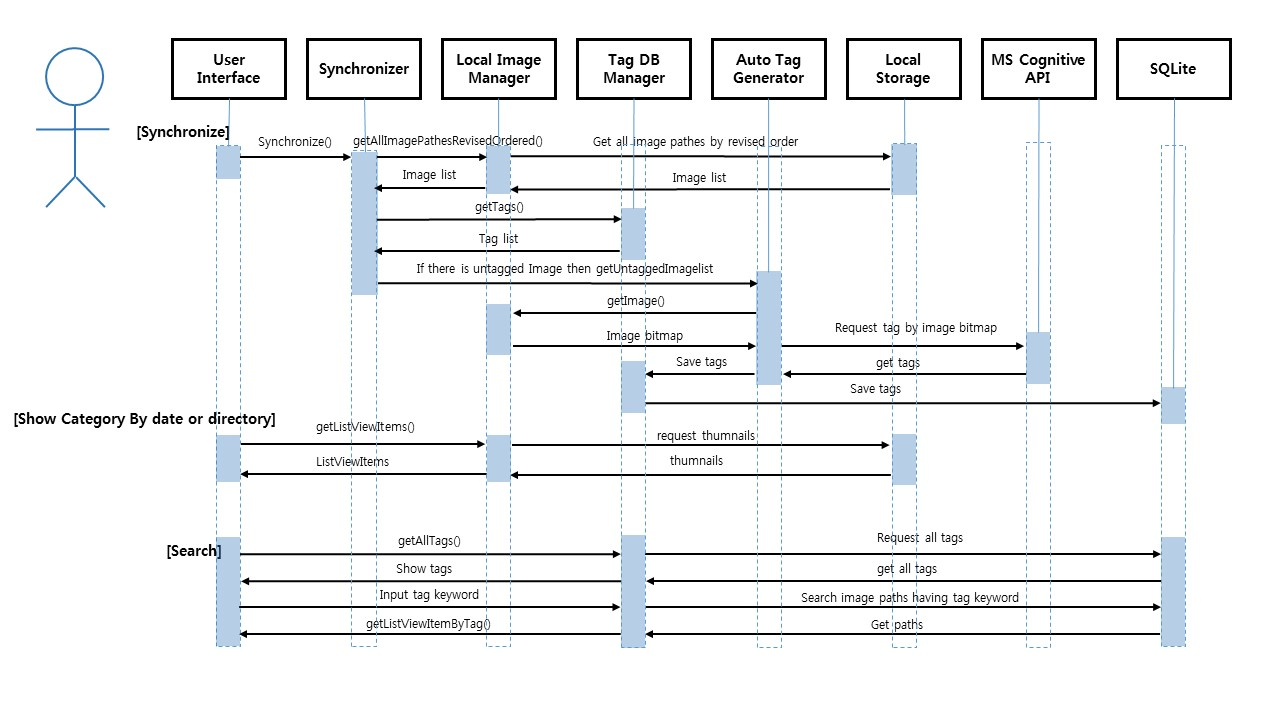 User
Interface
Synchronizer
Local Image
Manager
Tag DB
Manager
Auto Tag
Generator
Local
Storage
MS Cognitive
API
SQLite
[Synchronize]
Synchronize()
getAllImagePathesRevisedOrdered()
Get all image pathes by revised order
Image list
Image list
getTags()
Tag list
If there is untagged Image then getUntaggedImagelist
getImage()
Image bitmap
Request tag by image bitmap
Save tags
get tags
Save tags
[Show Category By date or directory]
getListViewItems()
request thumnails
ListViewItems
thumnails
[Search]
getAllTags()
Request all tags
Show tags
get all tags
Input tag keyword
Search image paths having tag keyword
getListViewItemByTag()
Get paths